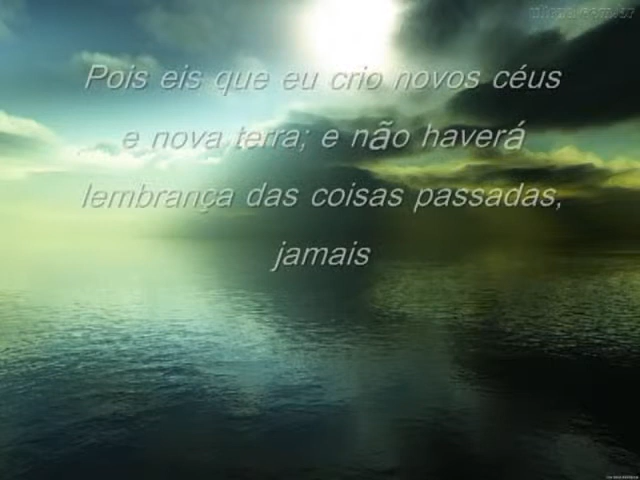 Pois eis que eu crio novos céus
e nova terra; e não haverá
lembrança das coisas passadas,
jamais